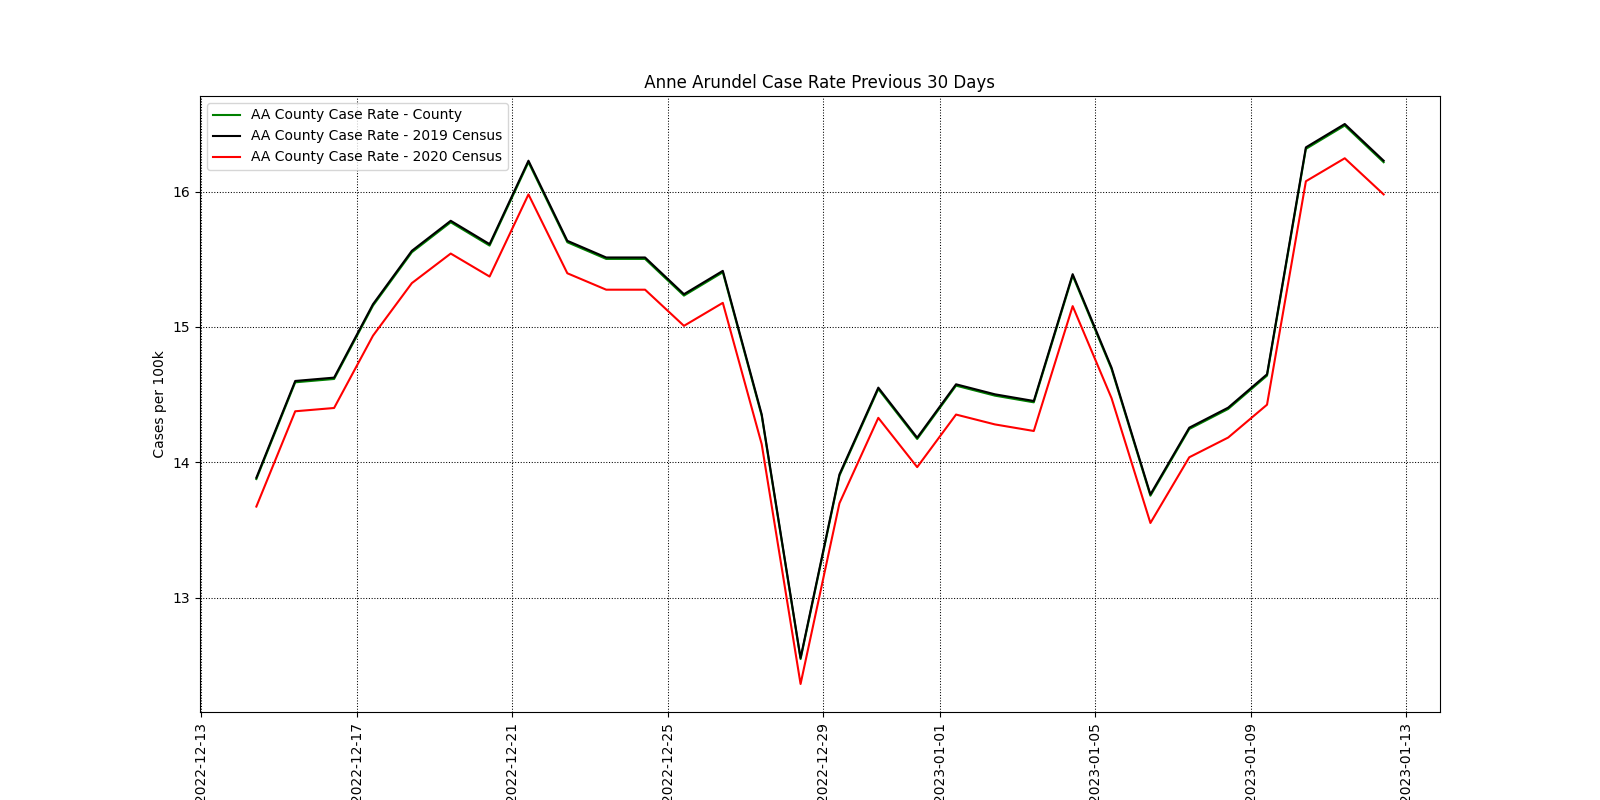 Anne Arundel Case Rate Previous 30 Days
AA County Case Rate - County
AA County Case Rate - 2019 Census
AA County Case Rate - 2020 Census
Cases per 100k
16
15
14
13
2022-12-13
2022-12-17
2022-12-21
2022-12-25
2022-12-29
2023-01-01
2023-01-05
2023-01-09
2023-01-13